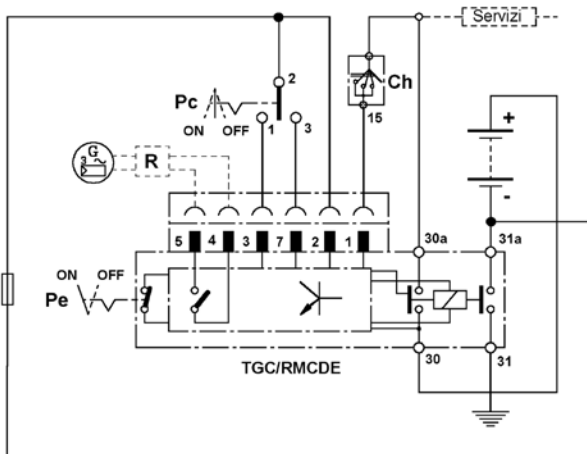 Servizi
2
Pc
Ch
ON OFF
1
3
15
+
-
G
3
R
5 4 3 7 2 1
30a
31a
ON OFF
Pe
30
31
TGC/RMCDE